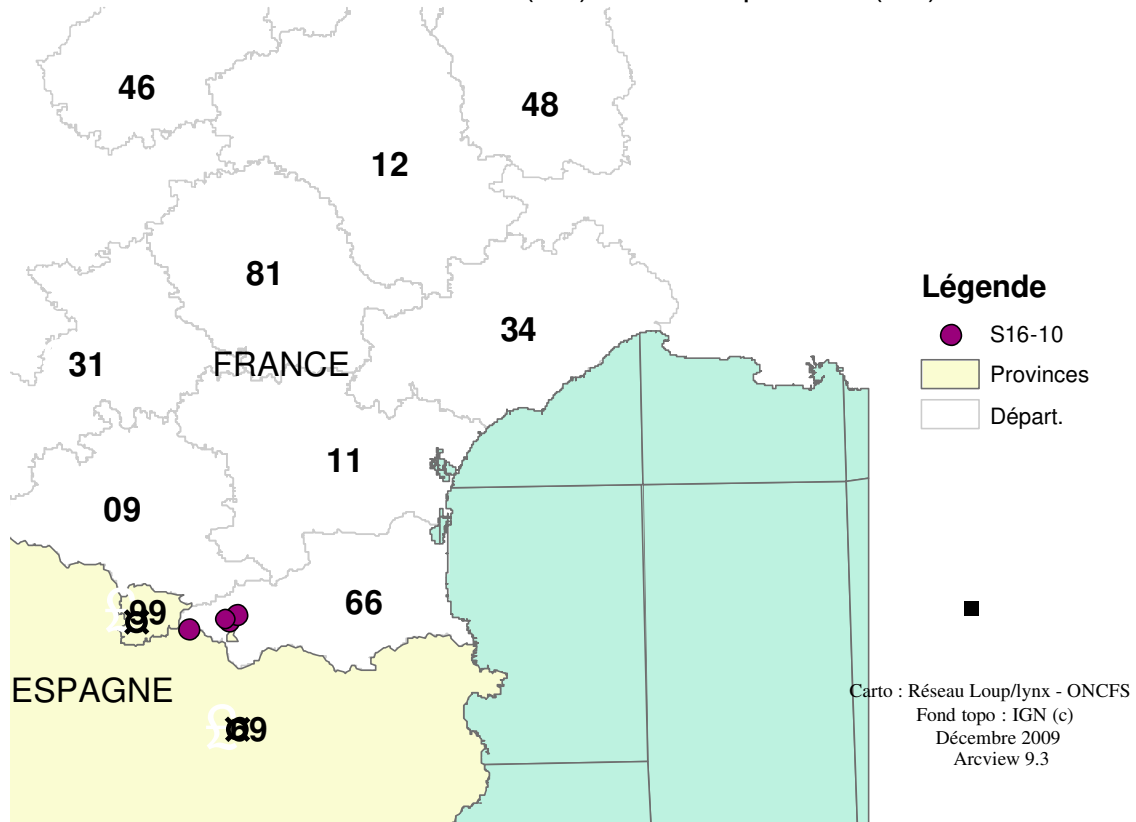 46
48
12
81
34
31
FRANCE
11
09
66
99
ESPAGNE
Légende
S16-10
Provinces
Départ.
Carto : Réseau Loup/lynx - ONCFS
Fond topo : IGN (c)
Décembre 2009
Arcview 9.3